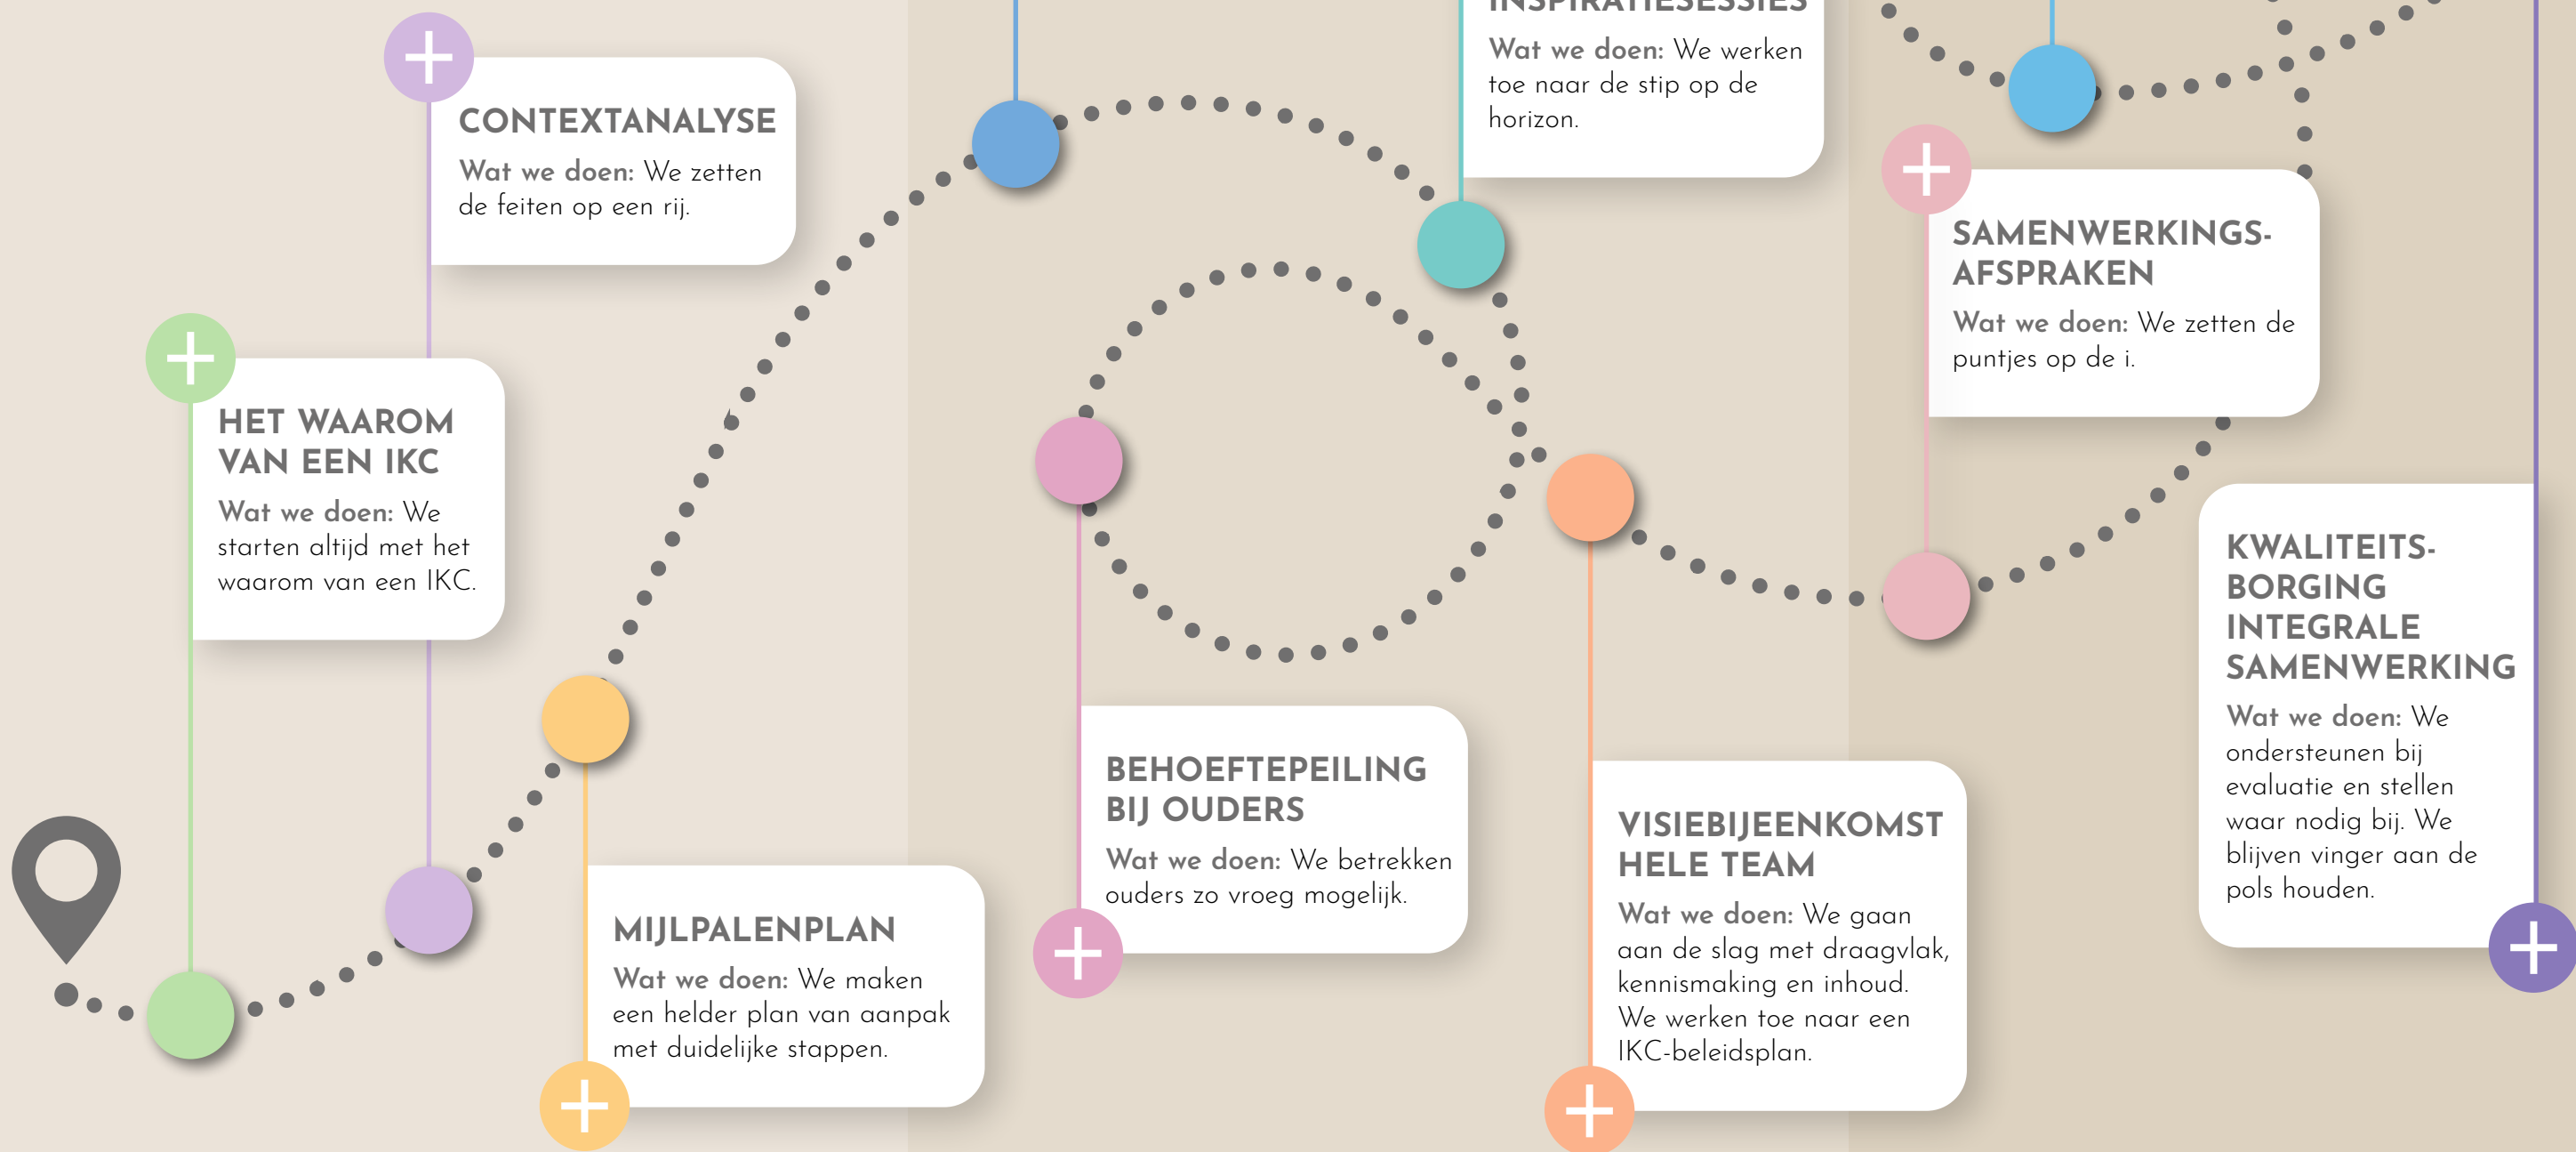 CONTEXTANALYSE
Wat we doen: We zetten
de feiten op een rij.
HET WAAROM
VAN EEN IKC
Wat we doen: We
starten altijd met het
waarom van een IKC.
MIJLPALENPLAN
Wat we doen: We maken
een helder plan van aanpak
met duidelijke stappen.
INSPIRATIESESSIES
Wat we doen: We werken
toe naar de stip op de
horizon.
BEHOEFTEPEILING
BIJ OUDERS
Wat we doen: We betrekken
ouders zo vroeg mogelijk.
VISIEBIJEENKOMST
HELE TEAM
Wat we doen: We gaan
aan de slag met draagvlak,
kennismaking en inhoud.
We werken toe naar een
IKC-beleidsplan.
SAMENWERKINGS-
AFSPRAKEN
Wat we doen: We zetten de
puntjes op de i.
KWALITEITS-
BORGING
INTEGRALE
SAMENWERKING
Wat we doen: We
ondersteunen bij
evaluatie en stellen
waar nodig bij. We
blijven vinger aan de
pols houden.